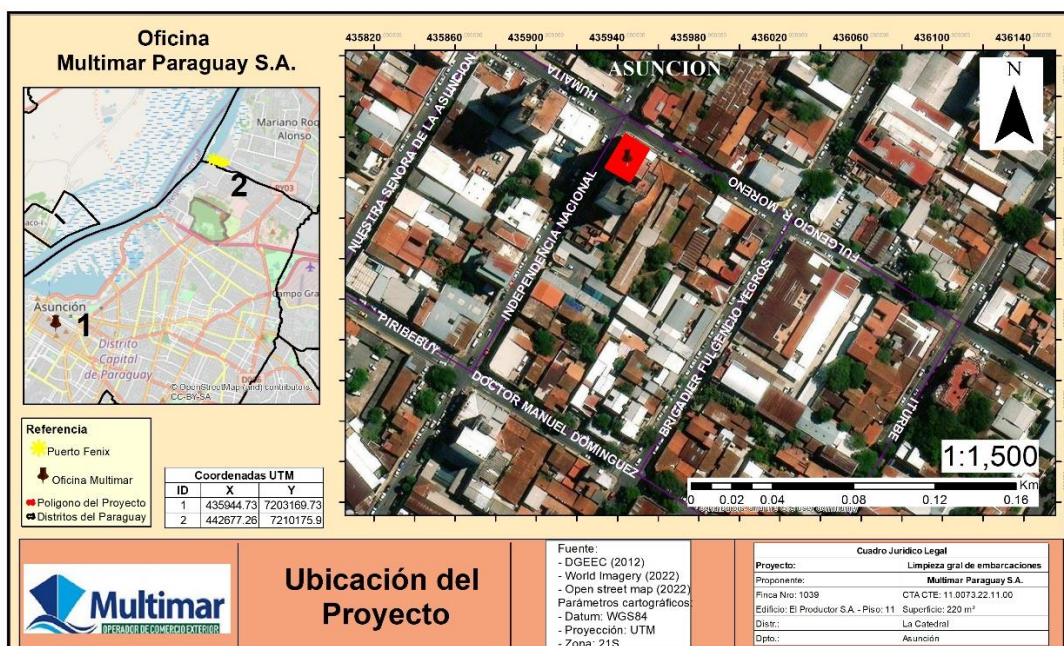 Oficina
Multimar Paraguay S.A.
Mariano Roq
Alonso
2
RY03
Asunción
1
Campo Gra
Distrito
Capital
de Paraguay
© OpenStreetMap (and) contributors,
CC-BY-SA
Referencia
Puerto Fenix
Oficina Multimar
Poligono del Proyecto
Distritos del Paraguay
Coordenadas UTM
ID X Y
1 435944.73 7203169.73
2 442677.26 7210175.9
435820 435860 435900 435940 435980 436020 436060 436100 436140
ASUNCION
N
HUMAITA
NUESTRA SENORA DE LA ASUNCION
INDEPENDENCIA NACIONAL
FULGENCIO R. MORENO
BRIGADIER FULGENCIO YEGROS
PIRIBEBUY
DOCTOR MANUEL DOMINGUEZ
ITURBE
1:1,500
Km
0 0.02 0.04 0.08 0.12 0.16
Multimar
OPERADOR DE COMERCIO EXTERIOR
Ubicación del
Proyecto
Fuente:
- DGEEC (2012)
- World Imagery (2022)
- Open street map (2022)
Parámetros cartográficos
- Datum: WGS84
- Proyección: UTM
- Zona: 21S
Cuadro Juridico Legal
Proyecto: Limpieza gral de embarcaciones
Proponente: Multimar Paraguay S.A.
Finca Nro: 1039 CTA CTE: 11.0073.22.11.00
Edificio: El Productor S.A. - Piso: 11 Superficie: 220 m²
Distr.: La Catedral
Dpto.: Asunción